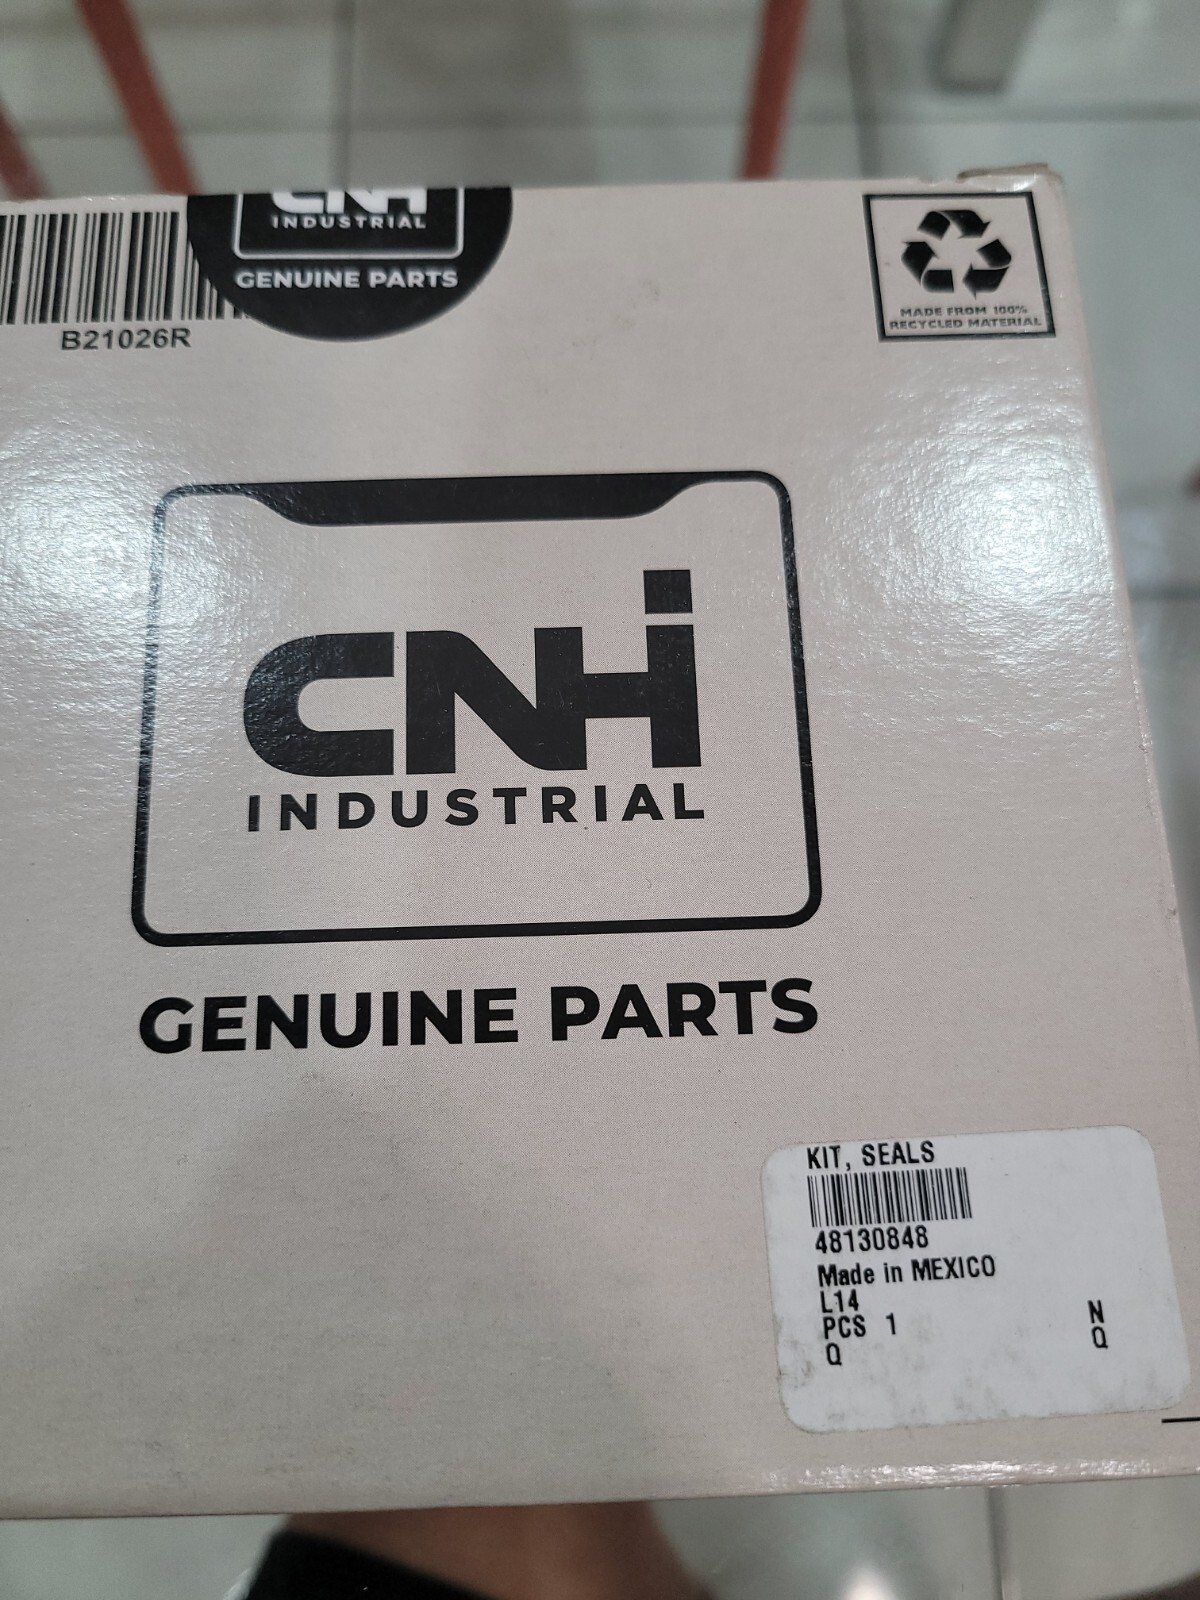 CNH
INDUSTRIAL
GENUINE PARTS
B21026R
MADE FROM 100%
RECYCLED MATERIAL
CNHi
INDUSTRIAL
GENUINE PARTS
KIT, SEALS
48130848
Made in MEXICO
L14
PCS 1 N
Q Q